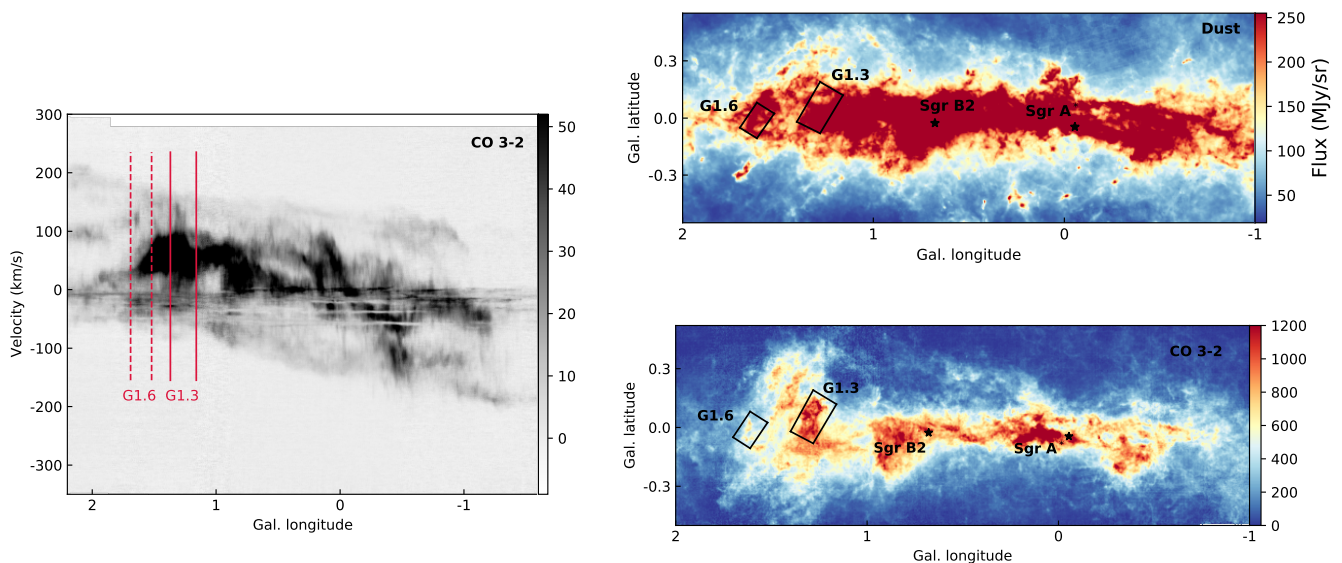 300
200
100
0
-100
-200
-300
Velocity (km/s)
CO 3-2
G1.6
G1.3
2
1
0
-1
Gal. longitude
50
40
30
20
10
0
0.3
0.0
-0.3
Gal. latitude
Dust
G1.3
G1.6
Sgr B2
Sgr A
2
1
0
-1
Gal. longitude
250
200
150
100
50
Flux (MJy/sr)
0.3
0.0
-0.3
Gal. latitude
CO 3-2
G1.3
G1.6
Sgr B2
Sgr A
2
1
0
-1
Gal. longitude
1200
1000
800
600
400
200
0